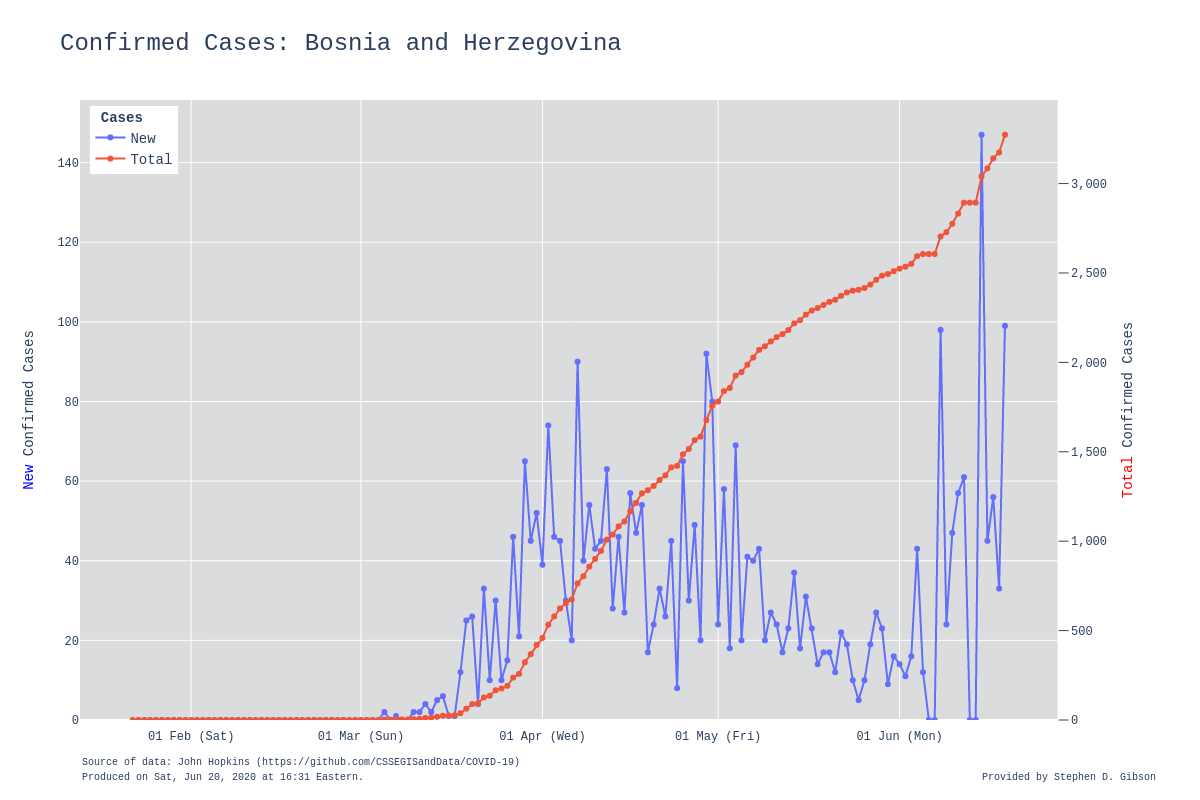 Confirmed Cases: Bosnia and Herzegovina
Cases
New
Total
140
120
100
80
60
40
20
0
3,000
2,500
2,000
1,500
1,000
500
0
New Confirmed Cases
Total Confirmed Cases
01 Feb (Sat)
01 Mar (Sun)
01 Apr (Wed)
01 May (Fri)
01 Jun (Mon)
Source of data: John Hopkins (https://github.com/CSSEGISandData/COVID-19)
Produced on Sat, Jun 20, 2020 at 16:31 Eastern.
Provided by Stephen D. Gibson